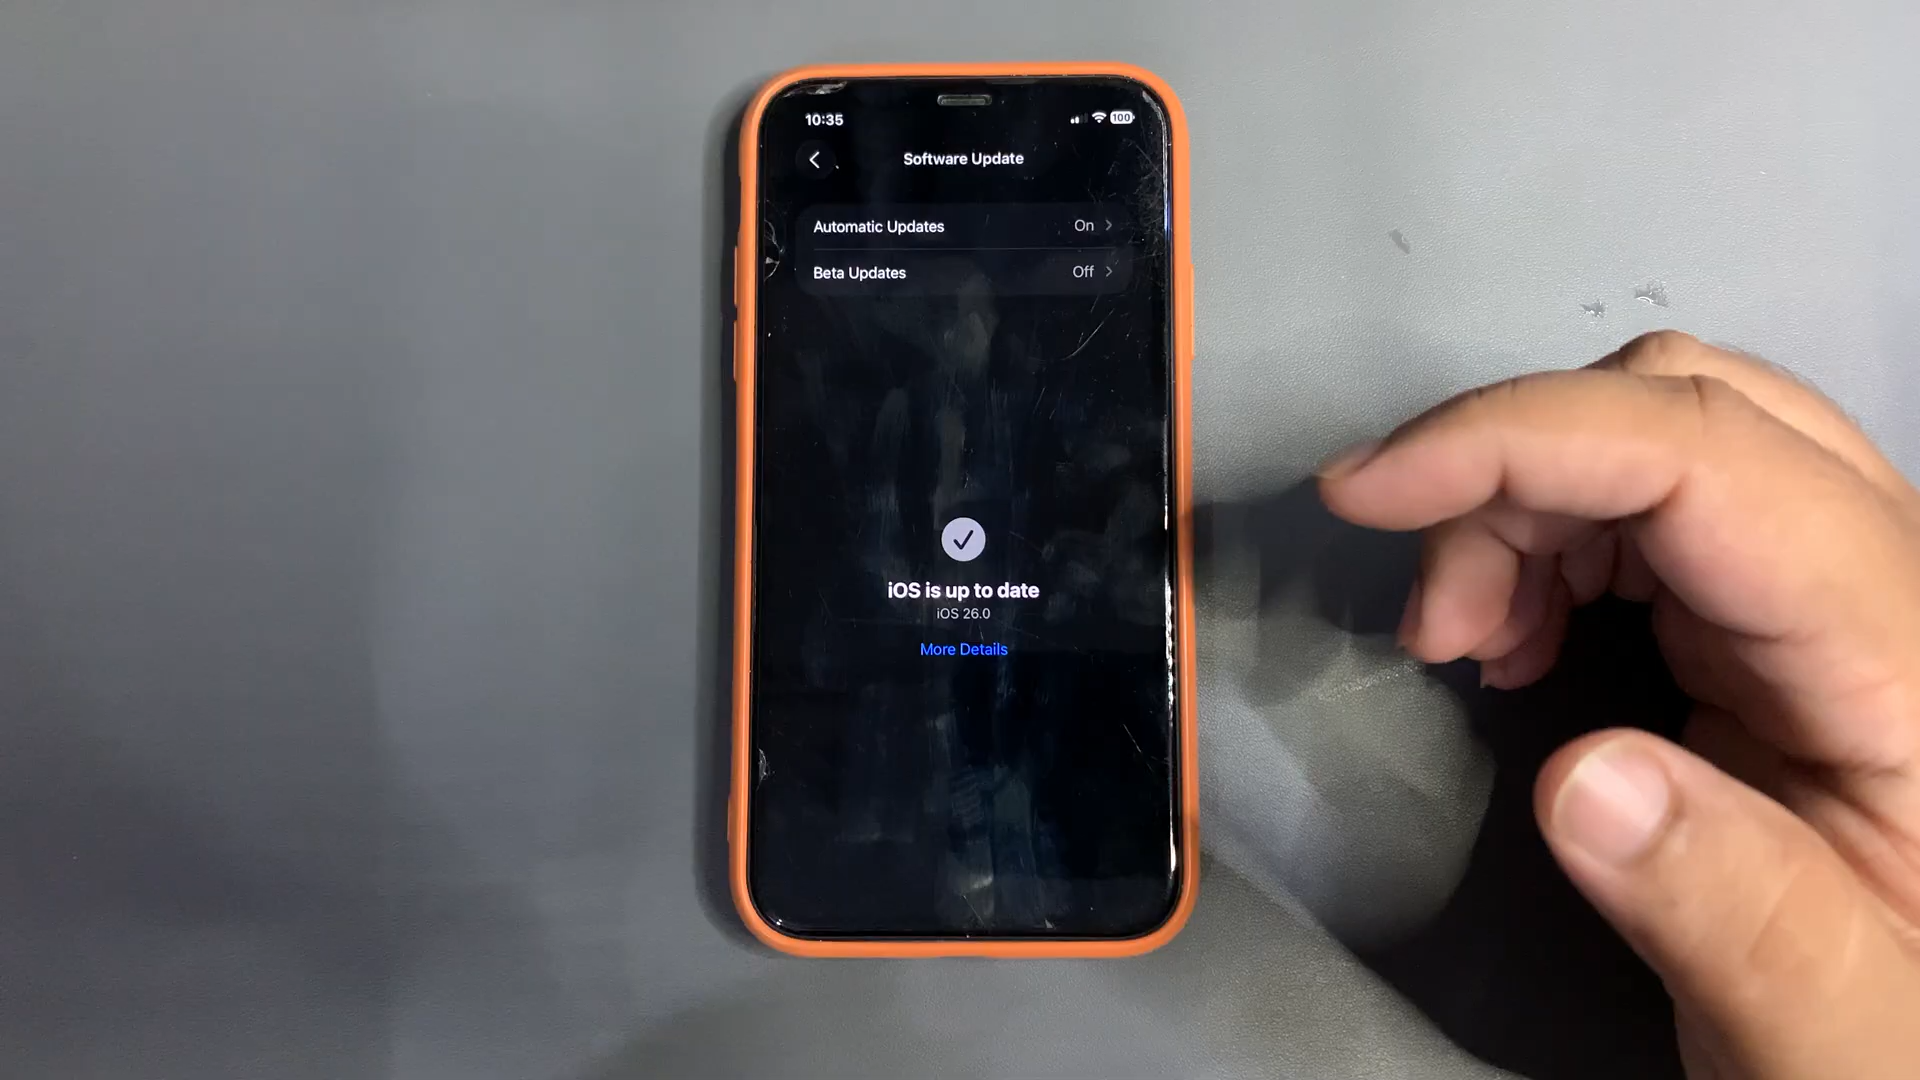 10:35
100
Software Update
Automatic Updates On
Beta Updates Off
iOS is up to date
iOS 26.0
More Details